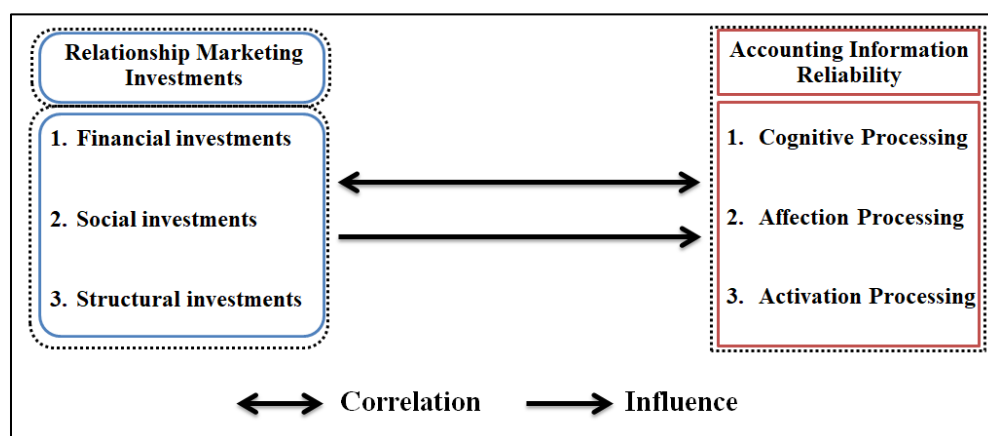 Relationship Marketing
Investments
1. Financial investments
2. Social investments
3. Structural investments
Accounting Information
Reliability
1. Cognitive Processing
2. Affection Processing
3. Activation Processing
Correlation
Influence